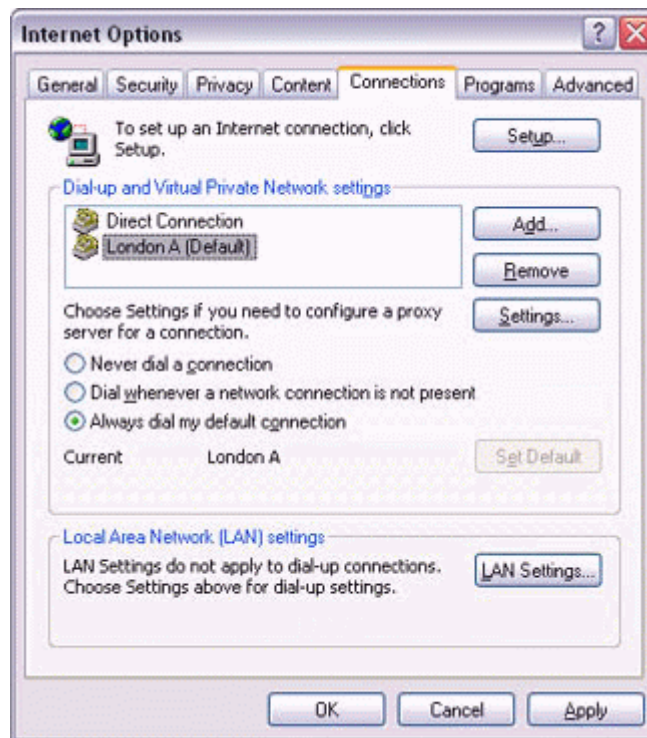 Internet Options
General Security Privacy Content Connections Programs Advanced
To set up an Internet connection, click
Setup.
Setup...
Dial-up and Virtual Private Network settings
Direct Connection
London A (Default)
Add...
Remove
Choose Settings if you need to configure a proxy
server for a connection.
Settings...
Never dial a connection
Dial whenever a network connection is not present
Always dial my default connection
Current London A
Set Default
Local Area Network (LAN) settings
LAN Settings do not apply to dial-up connections.
Choose Settings above for dial-up settings.
LAN Settings...
OK Cancel Apply